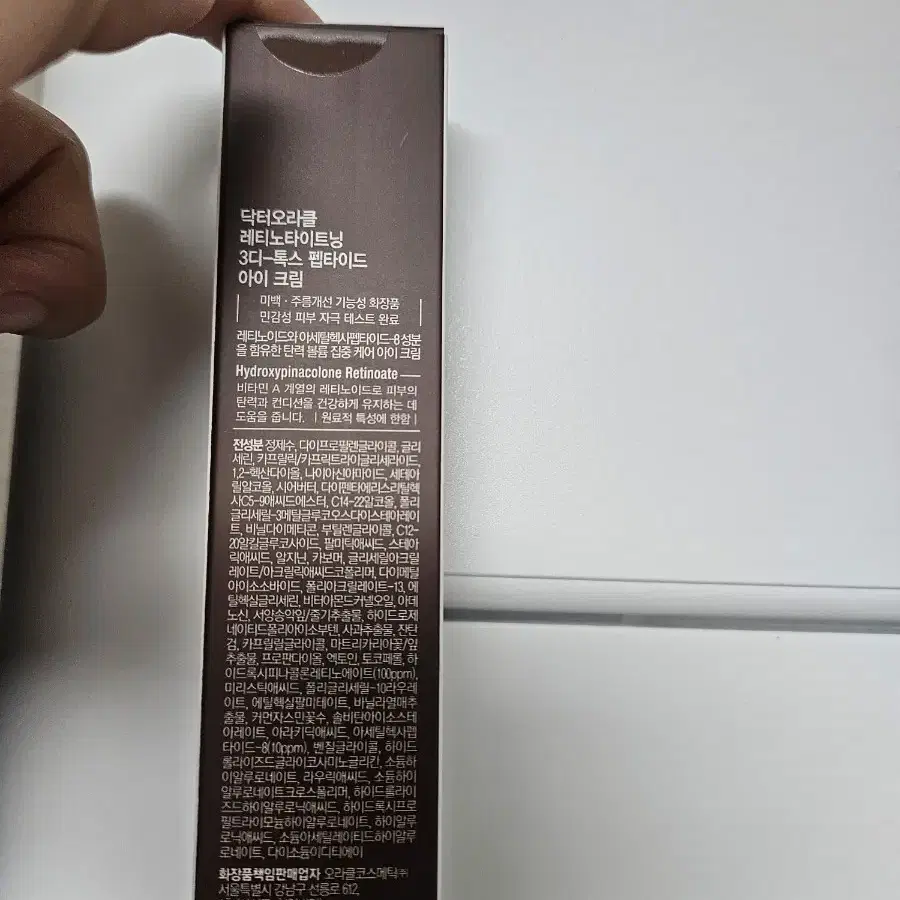 닥터오라클
레티노타이트닝
3디-톡스 펩타이드
아이 크림
미백·주름개선 기능성 화장품
민감성 피부 자극 테스트 완료
레티노이드와 아세틸헥사펩타이드-8 성분
을 함유한 탄력 볼륨 집중 케어 아이 크림
Hydroxypinacolone Retinoate
비타민 A 계열의 레티노이드로 피부의
탄력과 컨디션을 건강하게 유지하는 데
도움을 줍니다. | 원료적 특성에 한함 |
전성분 정제수, 다이프로필렌글라이콜, 글리
세린, 카프릴릭/카프릭트라이글리세라이드,
1,2-헥산다이올, 나이아신아마이드, 세테아
릴알코올, 시어버터, 다이펜타에리스리틸헥
사C5-9애씨드에스터, C14-22알코올, 폴리
글리세릴-3메틸글루코오스다이스테아레이
트, 비닐다이메티콘, 부틸렌글라이콜, C12-
20알킬글루코사이드, 팔미틱애씨드, 스테아
릭애씨드, 알지닌, 카보머, 글리세릴아크릴
레이트/아크릴릭애씨드코폴리머, 다이메틸
아이소소바이드, 폴리아크릴레이트-13, 에
틸헥실글리세린, 비터아몬드커넬오일, 아데
노신, 서양송악잎/줄기추출물, 하이드로제
네이티드폴리아이소부텐, 사과추출물, 잔탄
검, 카프릴릴글라이콜, 마트리카리아꽃/잎
추출물, 프로판다이올, 엑토인, 토코페롤, 하
이드록시피나콜론레티노에이트(100ppm),
미리스틱애씨드, 폴리글리세릴-10라우레
이트, 에틸헥실팔미테이트, 바닐라열매추
출물, 커먼자스민꽃수, 솔비탄아이소스테
아레이트, 아라키딕애씨드, 아세틸헥사펩
타이드-8(10ppm), 벤질글라이콜, 하이드
롤라이즈드글라이코사미노글리칸, 소듐하
이알루로네이트, 라우릭애씨드, 소듐하이
알루로네이트크로스폴리머, 하이드롤라이
즈드하이알루로닉애씨드, 하이드록시프로
필트라이모늄하이알루로네이트, 하이알루
로닉애씨드, 소듐아세틸레이티드하이알루
로네이트, 다이소듐이디티에이
화장품책임판매업자 오라클코스메틱㈜
서울특별시 강남구 선릉로 612,